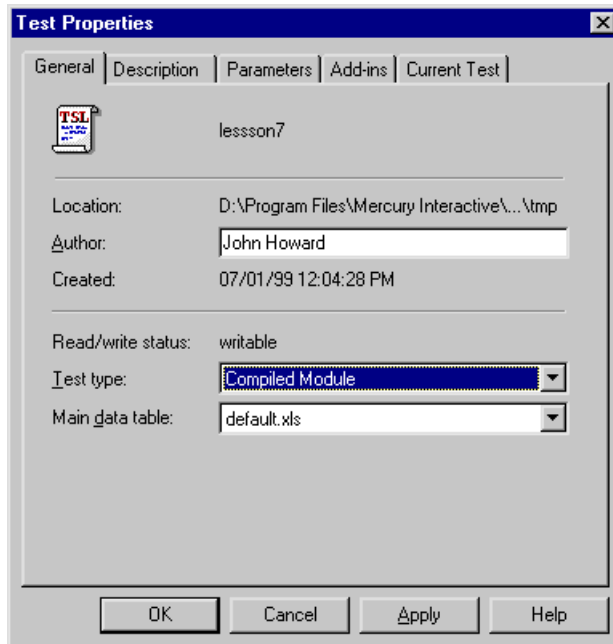 Test Properties
General Description Parameters Add-ins Current Test
TSL
lessson7
Location: D:\Program Files\Mercury Interactive\...\tmp
Author: John Howard
Created: 07/01/99 12:04:28 PM
Read/write status: writable
Test type: Compiled Module
Main data table: default.xls
OK Cancel Apply Help